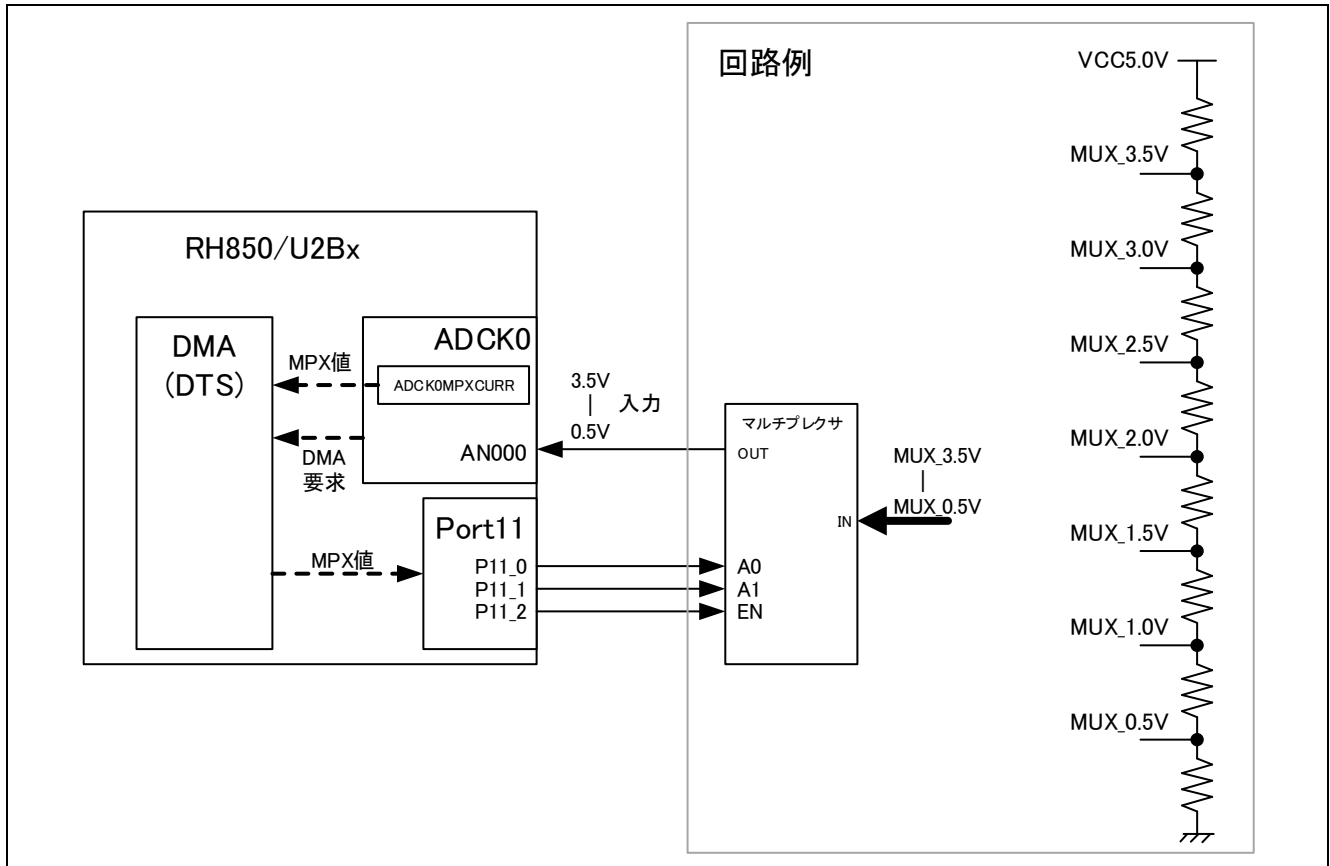 回路例
VCC5.0V
MUX_3.5V
MUX_3.0V
MUX_2.5V
MUX_2.0V
MUX_1.5V
MUX_1.0V
MUX_0.5V
RH850/U2Bx
DMA
(DTS)
MPX値
ADCK0
ADCK0MPXCURR
DMA
要求
AN000
3.5V
|
0.5V
入力
マルチプレクサ
OUT
IN
A0
A1
EN
MUX_3.5V
|
MUX_0.5V
MPX値
Port11
P11_0
P11_1
P11_2